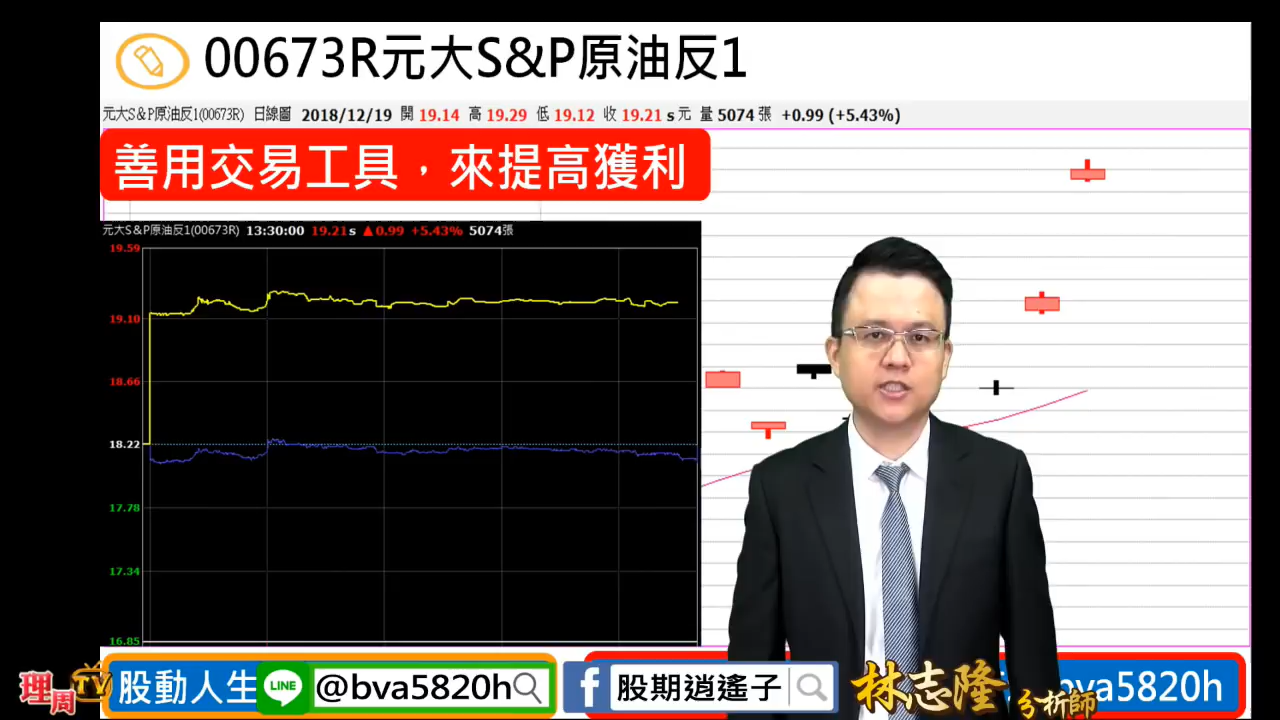 00673R元大S&P原油反1
元大S&P原油反1(00673R) 日線圖 2018/12/19 開 19.14 高 19.29 低 19.12 收 19.21 s 元 量 5074 張 +0.99 (+5.43%)
善用交易工具，來提高獲利
元大S&P原油反1(00673R) 13:30:00 19.21s ▲0.99 +5.43% 5074張
19.59
19.10
18.66
18.22
17.78
17.34
16.85
理周TV
股動人生
LINE
@bva5820h
f
股期逍遙子
林志隆
分析師
bva5820h